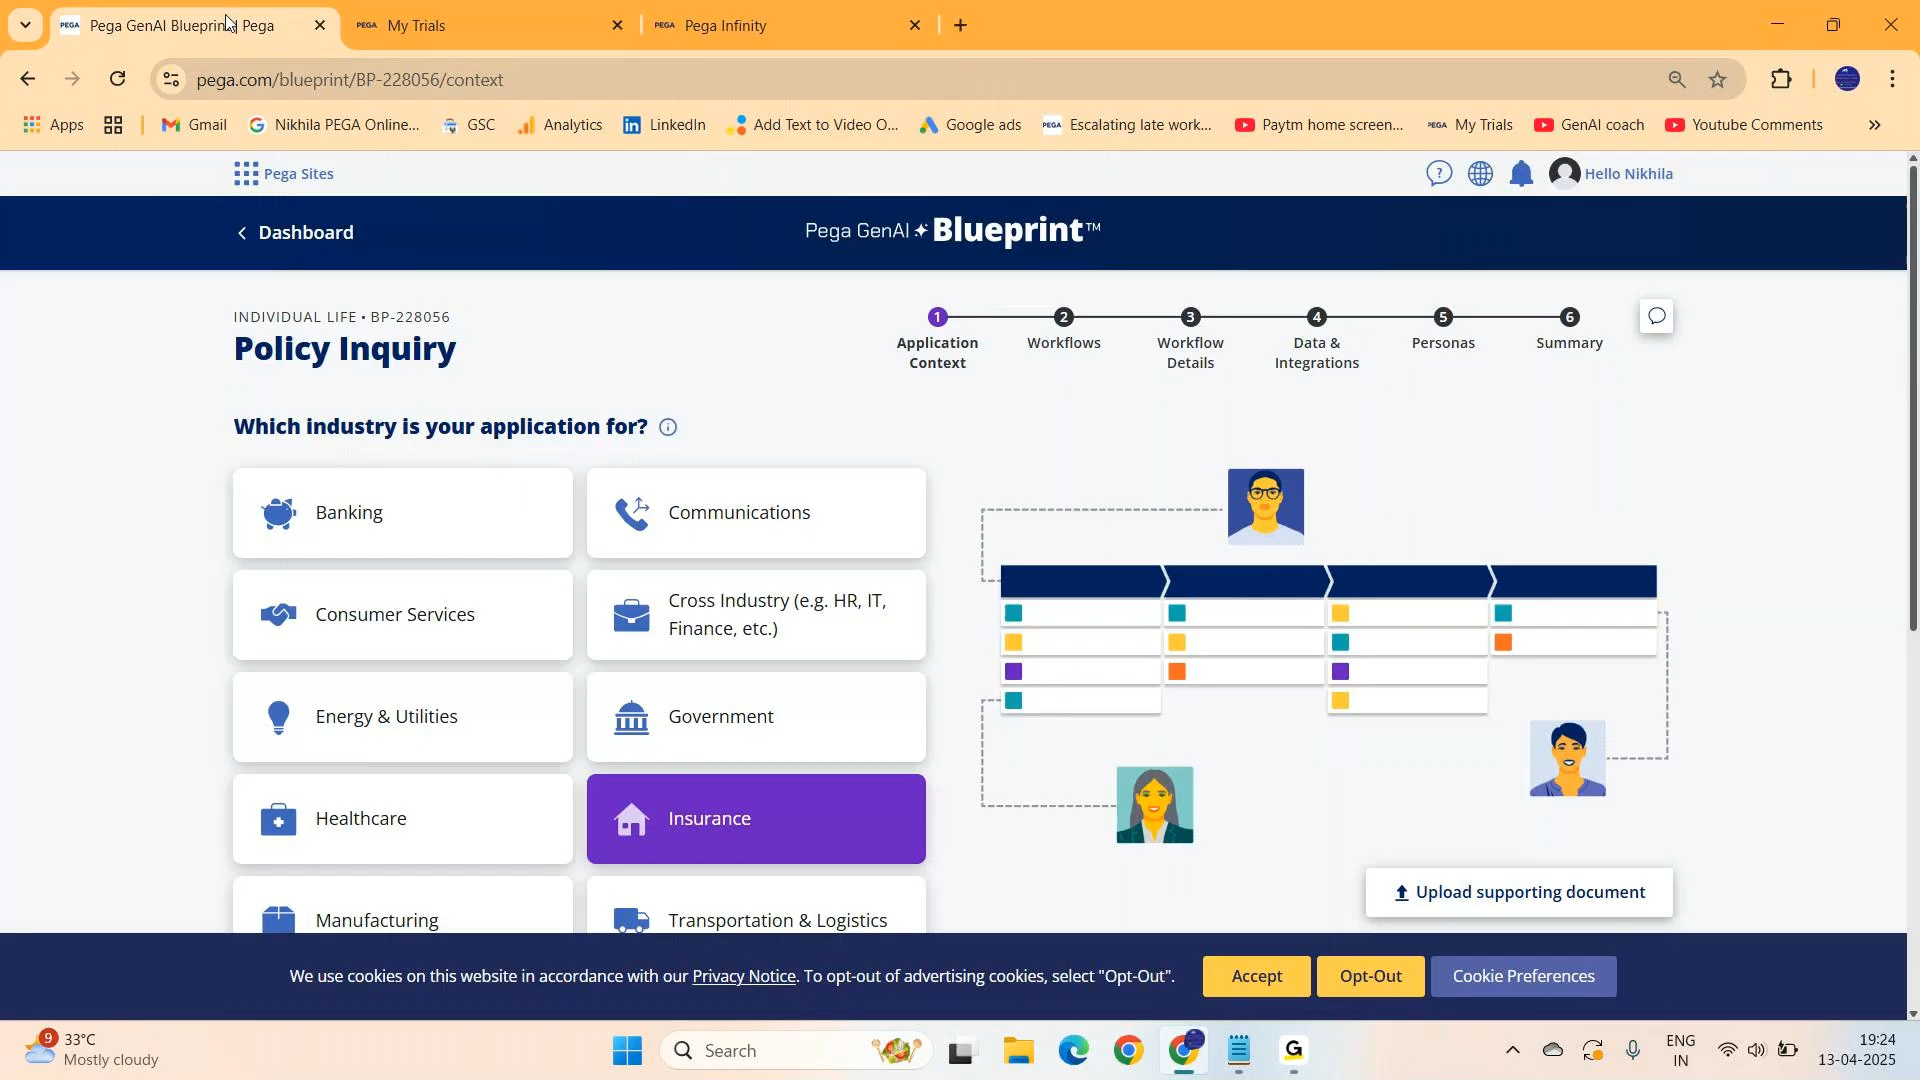 PEGA Pega GenAI Blueprint | Pega
PEGA My Trials
PEGA Pega Infinity
pega.com/blueprint/BP-228056/context
Apps
Gmail
Nikhila PEGA Online...
GSC
Analytics
LinkedIn
Add Text to Video O...
Google ads
PEGA Escalating late work...
Paytm home screen...
PEGA My Trials
GenAI coach
Youtube Comments
Pega Sites
Hello Nikhila
Dashboard
Pega GenAI Blueprint™
INDIVIDUAL LIFE • BP-228056
Policy Inquiry
1 Application
Context
2 Workflows
3 Workflow
Details
4 Data &
Integrations
5 Personas
6 Summary
Which industry is your application for?
Banking
Communications
Consumer Services
Cross Industry (e.g. HR, IT,
Finance, etc.)
Energy & Utilities
Government
Healthcare
Insurance
Manufacturing
Transportation & Logistics
Upload supporting document
We use cookies on this website in accordance with our Privacy Notice. To opt-out of advertising cookies, select "Opt-Out".
Accept
Opt-Out
Cookie Preferences
9
33°C
Mostly cloudy
Search
G
ENG
IN
19:24
13-04-2025